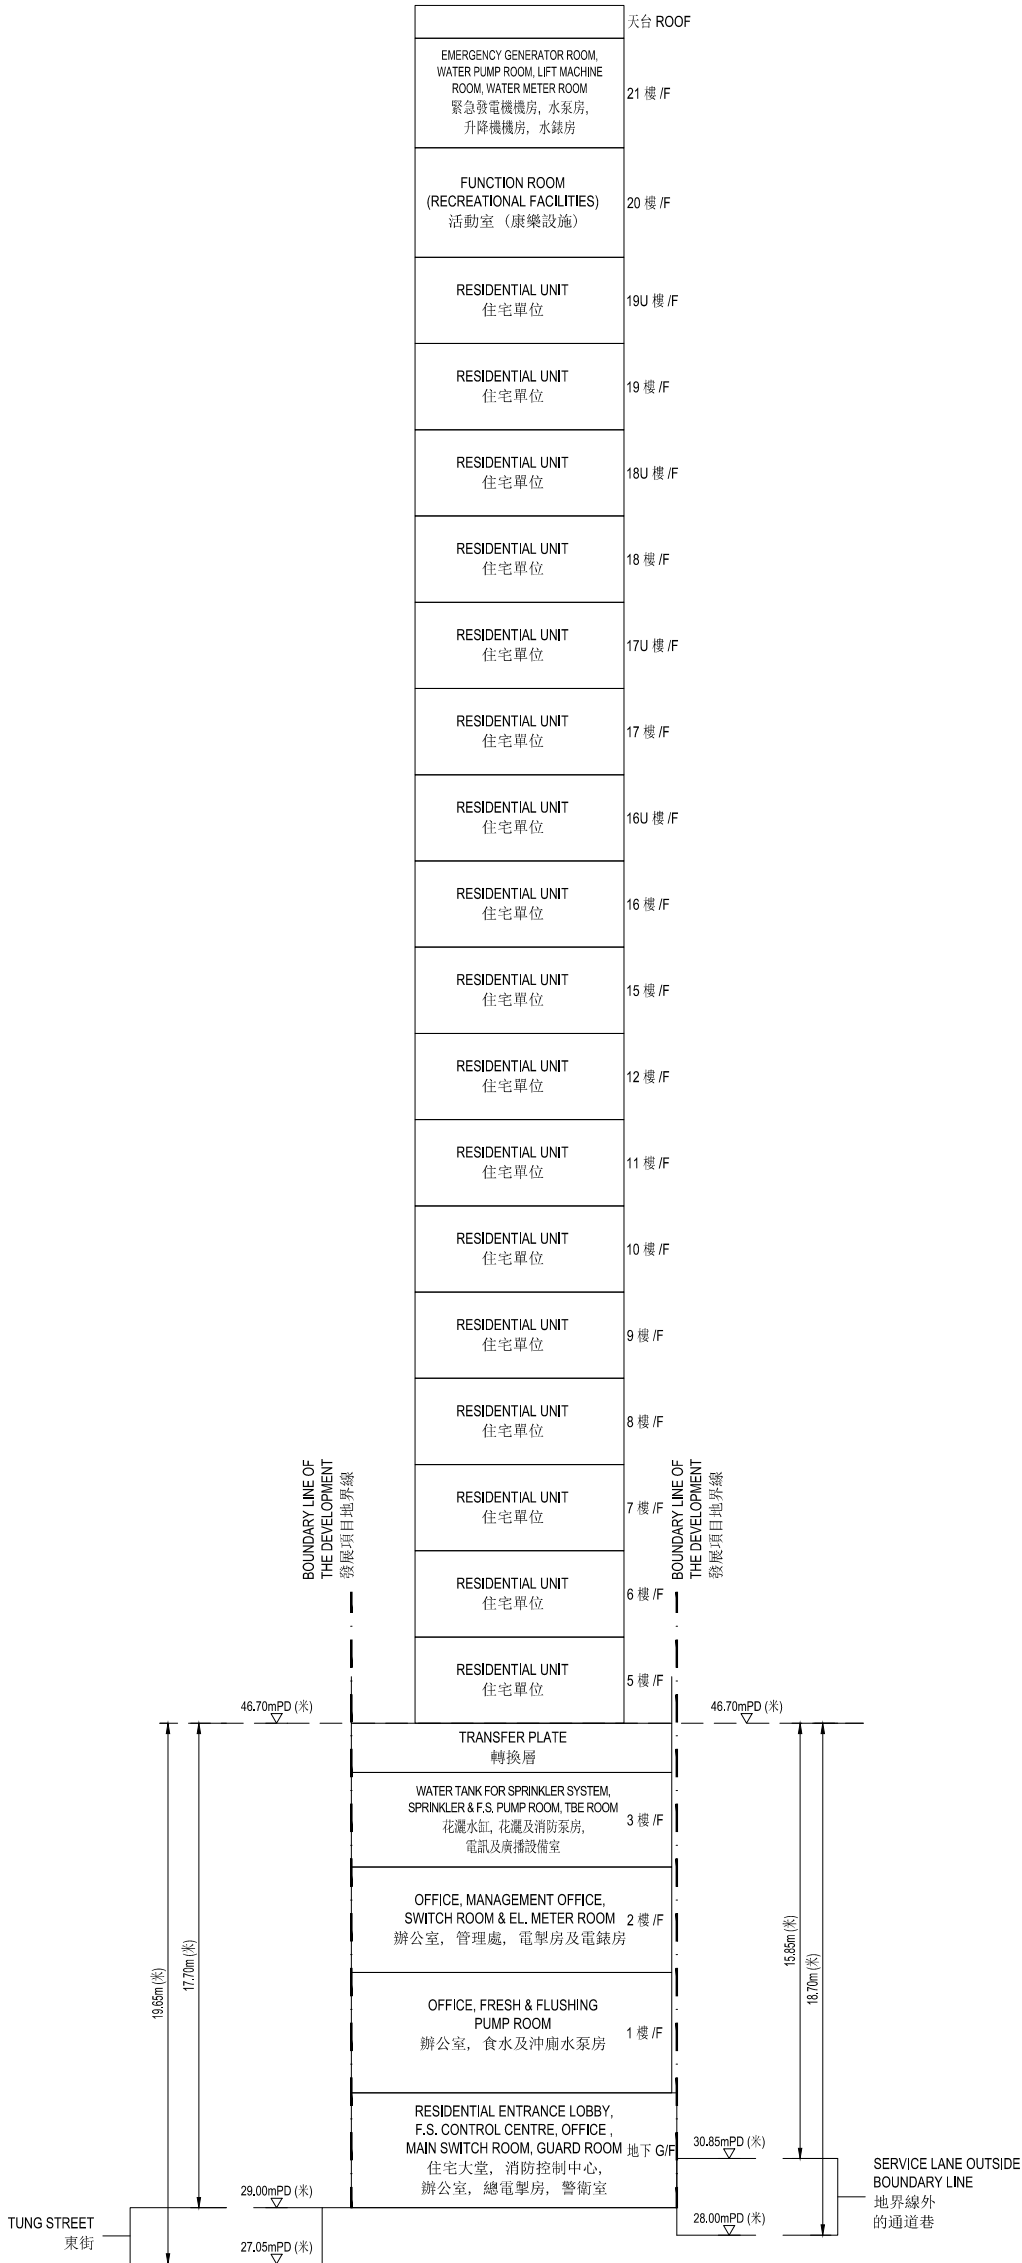 天台 ROOF
EMERGENCY GENERATOR ROOM,
WATER PUMP ROOM, LIFT MACHINE
ROOM, WATER METER ROOM
緊急發電機機房, 水泵房,
升降機機房, 水錶房
21 樓 /F
FUNCTION ROOM
(RECREATIONAL FACILITIES)
活動室 (康樂設施)
20 樓 /F
RESIDENTIAL UNIT
住宅單位
19U 樓 /F
RESIDENTIAL UNIT
住宅單位
19 樓 /F
RESIDENTIAL UNIT
住宅單位
18U 樓 /F
RESIDENTIAL UNIT
住宅單位
18 樓 /F
RESIDENTIAL UNIT
住宅單位
17U 樓 /F
RESIDENTIAL UNIT
住宅單位
17 樓 /F
RESIDENTIAL UNIT
住宅單位
16U 樓 /F
RESIDENTIAL UNIT
住宅單位
16 樓 /F
RESIDENTIAL UNIT
住宅單位
15 樓 /F
RESIDENTIAL UNIT
住宅單位
12 樓 /F
RESIDENTIAL UNIT
住宅單位
11 樓 /F
RESIDENTIAL UNIT
住宅單位
10 樓 /F
RESIDENTIAL UNIT
住宅單位
9 樓 /F
RESIDENTIAL UNIT
住宅單位
8 樓 /F
BOUNDARY LINE OF
THE DEVELOPMENT
發展項目地界線
RESIDENTIAL UNIT
住宅單位
7 樓 /F
BOUNDARY LINE OF
THE DEVELOPMENT
發展項目地界線
RESIDENTIAL UNIT
住宅單位
6 樓 /F
RESIDENTIAL UNIT
住宅單位
5 樓 /F
46.70mPD (米)
46.70mPD (米)
TRANSFER PLATE
轉換層
WATER TANK FOR SPRINKLER SYSTEM,
SPRINKLER & F.S. PUMP ROOM, TBE ROOM
花灑水缸, 花灑及消防泵房,
電訊及廣播設備室
3 樓 /F
OFFICE, MANAGEMENT OFFICE,
SWITCH ROOM & EL. METER ROOM
辦公室, 管理處, 電掣房及電錶房
2 樓 /F
19.65m (米)
17.70m (米)
15.85m (米)
18.70m (米)
OFFICE, FRESH & FLUSHING
PUMP ROOM
辦公室, 食水及沖廁水泵房
1 樓 /F
RESIDENTIAL ENTRANCE LOBBY,
F.S. CONTROL CENTRE, OFFICE ,
MAIN SWITCH ROOM, GUARD ROOM
住宅大堂, 消防控制中心,
辦公室, 總電掣房, 警衛室
地下 G/F
30.85mPD (米)
SERVICE LANE OUTSIDE
BOUNDARY LINE
地界線外
的通道巷
29.00mPD (米)
28.00mPD (米)
TUNG STREET
東街
27.05mPD (米)